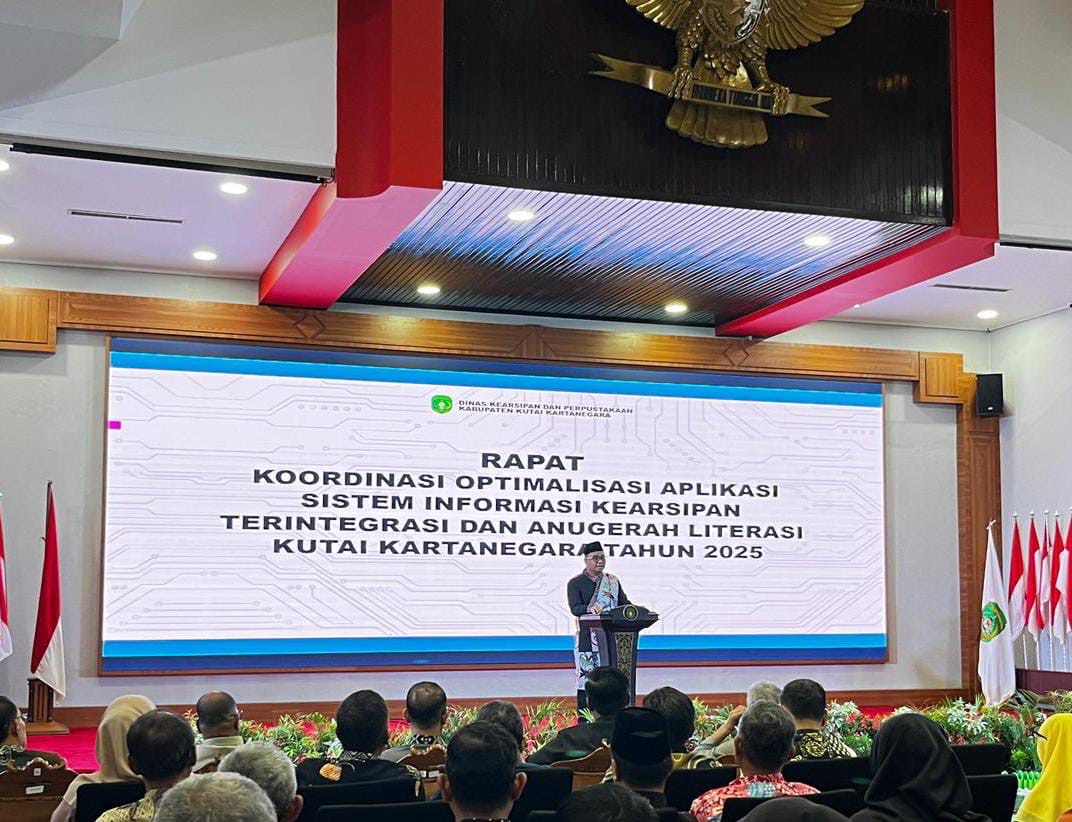 DINAS KEARSIPAN DAN PERPUSTAKAAN
KABUPATEN KUTAI KARTANEGARA
RAPAT
KOORDINASI OPTIMALISASI APLIKASI
SISTEM INFORMASI KEARSIPAN
TERINTEGRASI DAN ANUGERAH LITERASI
KUTAI KARTANEGARA TAHUN 2025